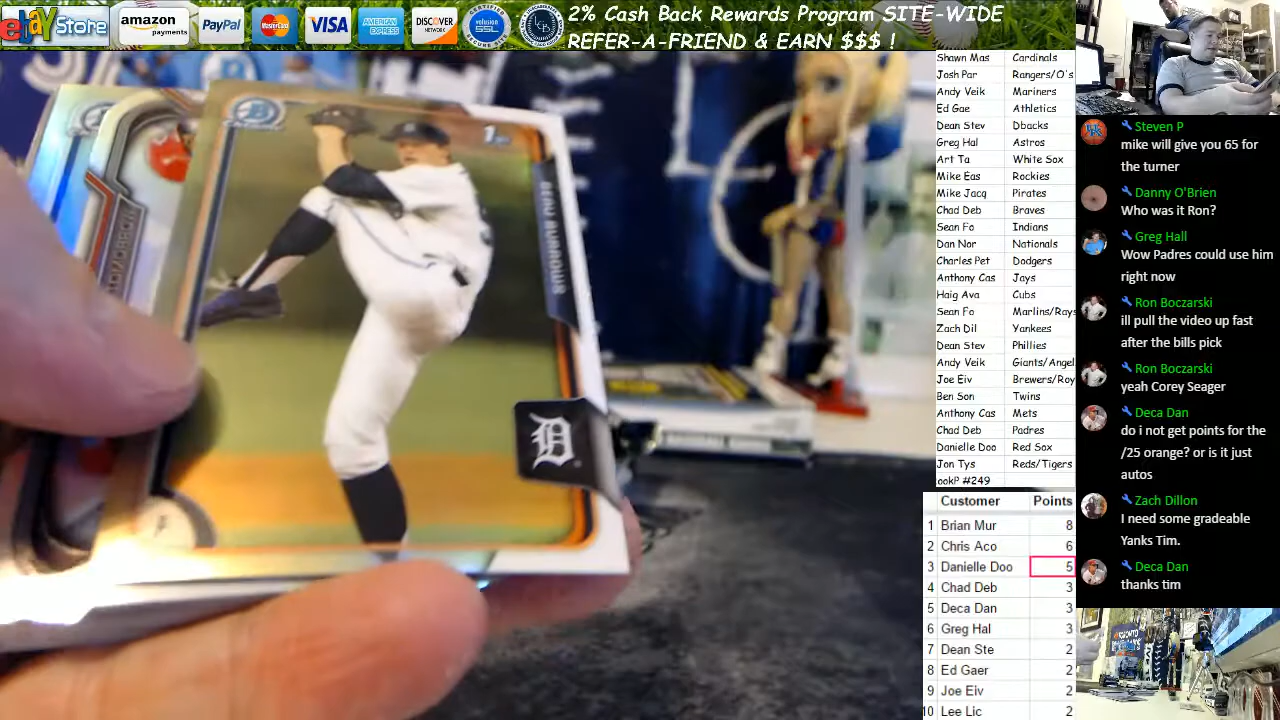 ebay Store
amazon
payments
PayPal
MasterCard
VISA
AMERICAN
EXPRESS
DISCOVER
NETWORK
SSL
2% Cash Back Rewards Program SITE-WIDE
REFER-A-FRIEND & EARN $$$ !
1st
BEAU BURROWS
D
Shawn Mas Cardinals
Josh Par Rangers/O's
Andy Veik Mariners
Ed Gae Athletics
Dean Stev Dbacks
Greg Hal Astros
Art Ta White Sox
Mike Eas Rockies
Mike Jacq Pirates
Chad Deb Braves
Sean Fo Indians
Dan Nor Nationals
Charles Pet Dodgers
Anthony Cas Jays
Haig Ava Cubs
Sean Fo Marlins/Rays
Zach Dil Yankees
Dean Stev Phillies
Andy Veik Giants/Angel
Joe Eiv Brewers/Roy
Ben Son Twins
Anthony Cas Mets
Chad Deb Padres
Danielle Doo Red Sox
Jon Tys Reds/Tigers
ookP #249
Customer Points
1 Brian Mur 8
2 Chris Aco 6
3 Danielle Doo 5
4 Chad Deb 3
5 Deca Dan 3
6 Greg Hal 3
7 Dean Ste 2
8 Ed Gaer 2
9 Joe Eiv 2
10 Lee Lic 2
Steven P
mike will give you 65 for
the turner
Danny O'Brien
Who was it Ron?
Greg Hall
Wow Padres could use him
right now
Ron Boczarski
ill pull the video up fast
after the bills pick
Ron Boczarski
yeah Corey Seager
Deca Dan
do i not get points for the
/25 orange? or is it just
autos
Zach Dillon
I need some gradeable
Yanks Tim.
Deca Dan
thanks tim